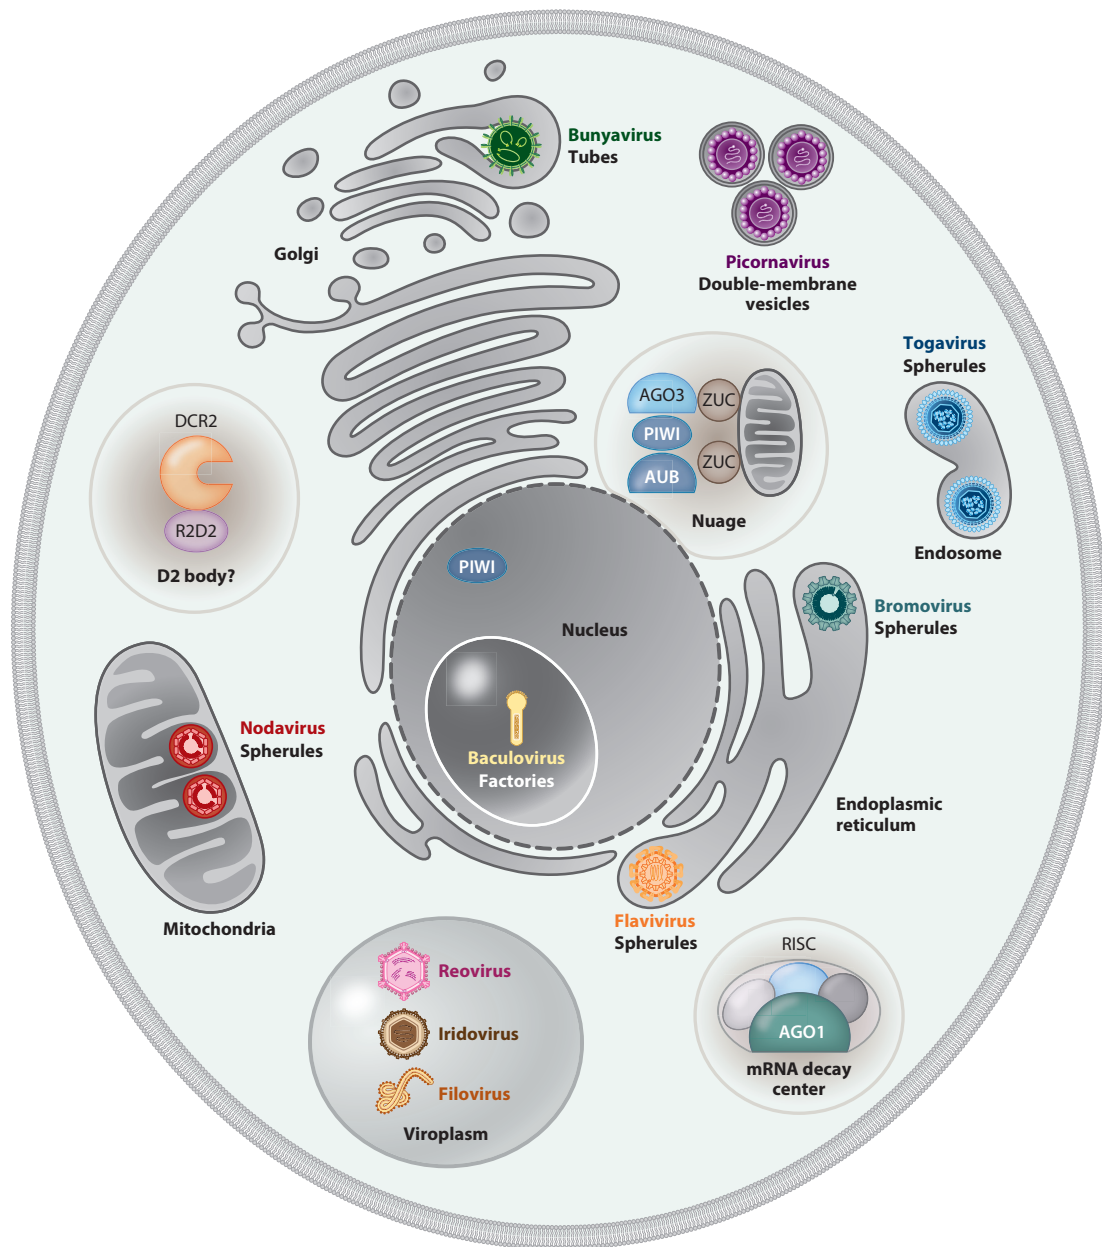 Bunyavirus
Tubes
Golgi
Picornavirus
Double-membrane
vesicles
Togavirus
Spherules
Endosome
DCR2
R2D2
D2 body?
AGO3
ZUC
PIWI
ZUC
AUB
Nuage
PIWI
Nucleus
Bromovirus
Spherules
Nodavirus
Spherules
Mitochondria
Baculovirus
Factories
Endoplasmic
reticulum
Flavivirus
Spherules
Reovirus
Iridovirus
Filovirus
Viroplasm
RISC
AGO1
mRNA decay
center